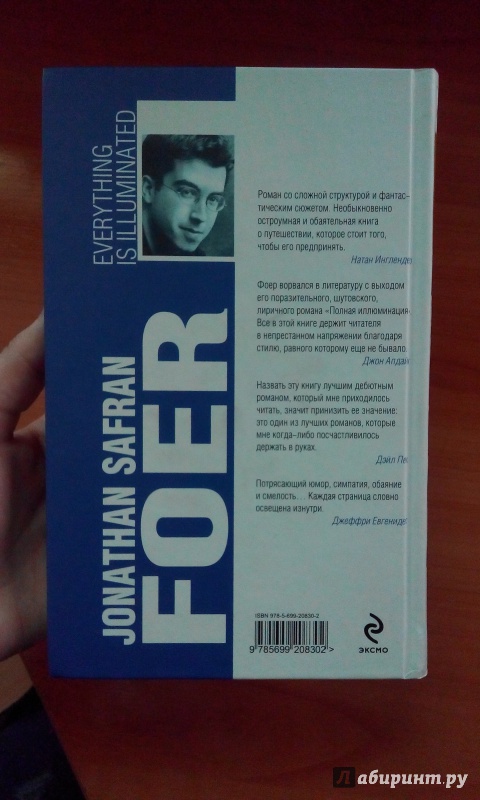 EVERYTHING
IS ILLUMINATED
JONATHAN SAFRAN
FOER
Роман со сложной структурой и фантас-
тическим сюжетом. Необыкновенно
остроумная и обаятельная книга
о путешествии, которое стоит того,
чтобы его предпринять.
Натан Ингленде
Фоер ворвался в литературу с выходом
его поразительного, шутовского,
лиричного романа «Полная иллюминация
Все в этой книге держит читателя
в непрестанном напряжении благодаря
стилю, равного которому еще не бывало.
Джон Апдайк
Назвать эту книгу лучшим дебютным
романом, который мне приходилось
читать, значит принизить ее значение:
это один из лучших романов, которые
мне когда-либо посчастливилось
держать в руках.
Дэйл Пе
Потрясающий юмор, симпатия, обаяние
и смелость... Каждая страница словно
освещена изнутри.
Джеффри Евгениде
ISBN 978-5-699-20830-2
9 785699 208302 >
ЭКСМО
Лабиринт.ру